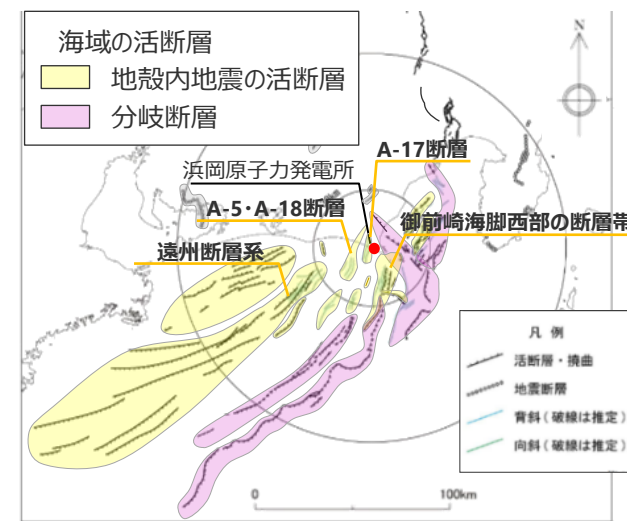 海域の活断層
地殻内地震の活断層
分岐断層
N
A-17断層
浜岡原子力発電所
A-5・A-18断層
御前崎海脚西部の断層帯
遠州断層系
凡 例
活断層・撓曲
地震断層
背斜(破線は推定)
向斜(破線は推定)
0
100km